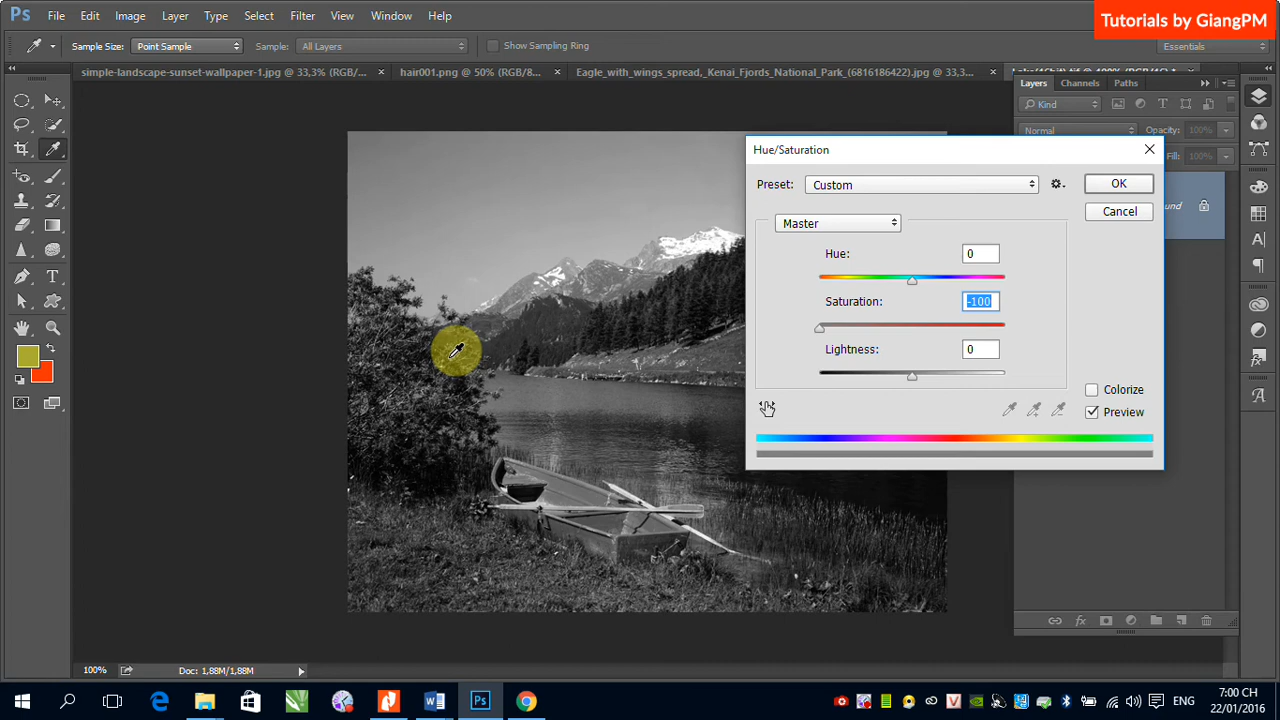 Ps File Edit Image Layer Type Select Filter View Window Help
Tutorials by GiangPM
Sample Size: Point Sample Sample: All Layers Show Sampling Ring
Essentials
simple-landscape-sunset-wallpaper-1.jpg @ 33,3% (RGB/... × hair001.png @ 50% (RGB/8... × Eagle_with_wings_spread,_Kenai_Fjords_National_Park_(6816186422).jpg @ 33,3... ×
Layers Channels Paths
Kind
Normal Opacity: 100%
Fill: 100%
Hue/Saturation
Preset: Custom OK
Cancel
Master
Hue: 0
Saturation: -100
Lightness: 0
Colorize
Preview
100% Doc: 1,88M/1,88M
ENG
7:00 CH
22/01/2016